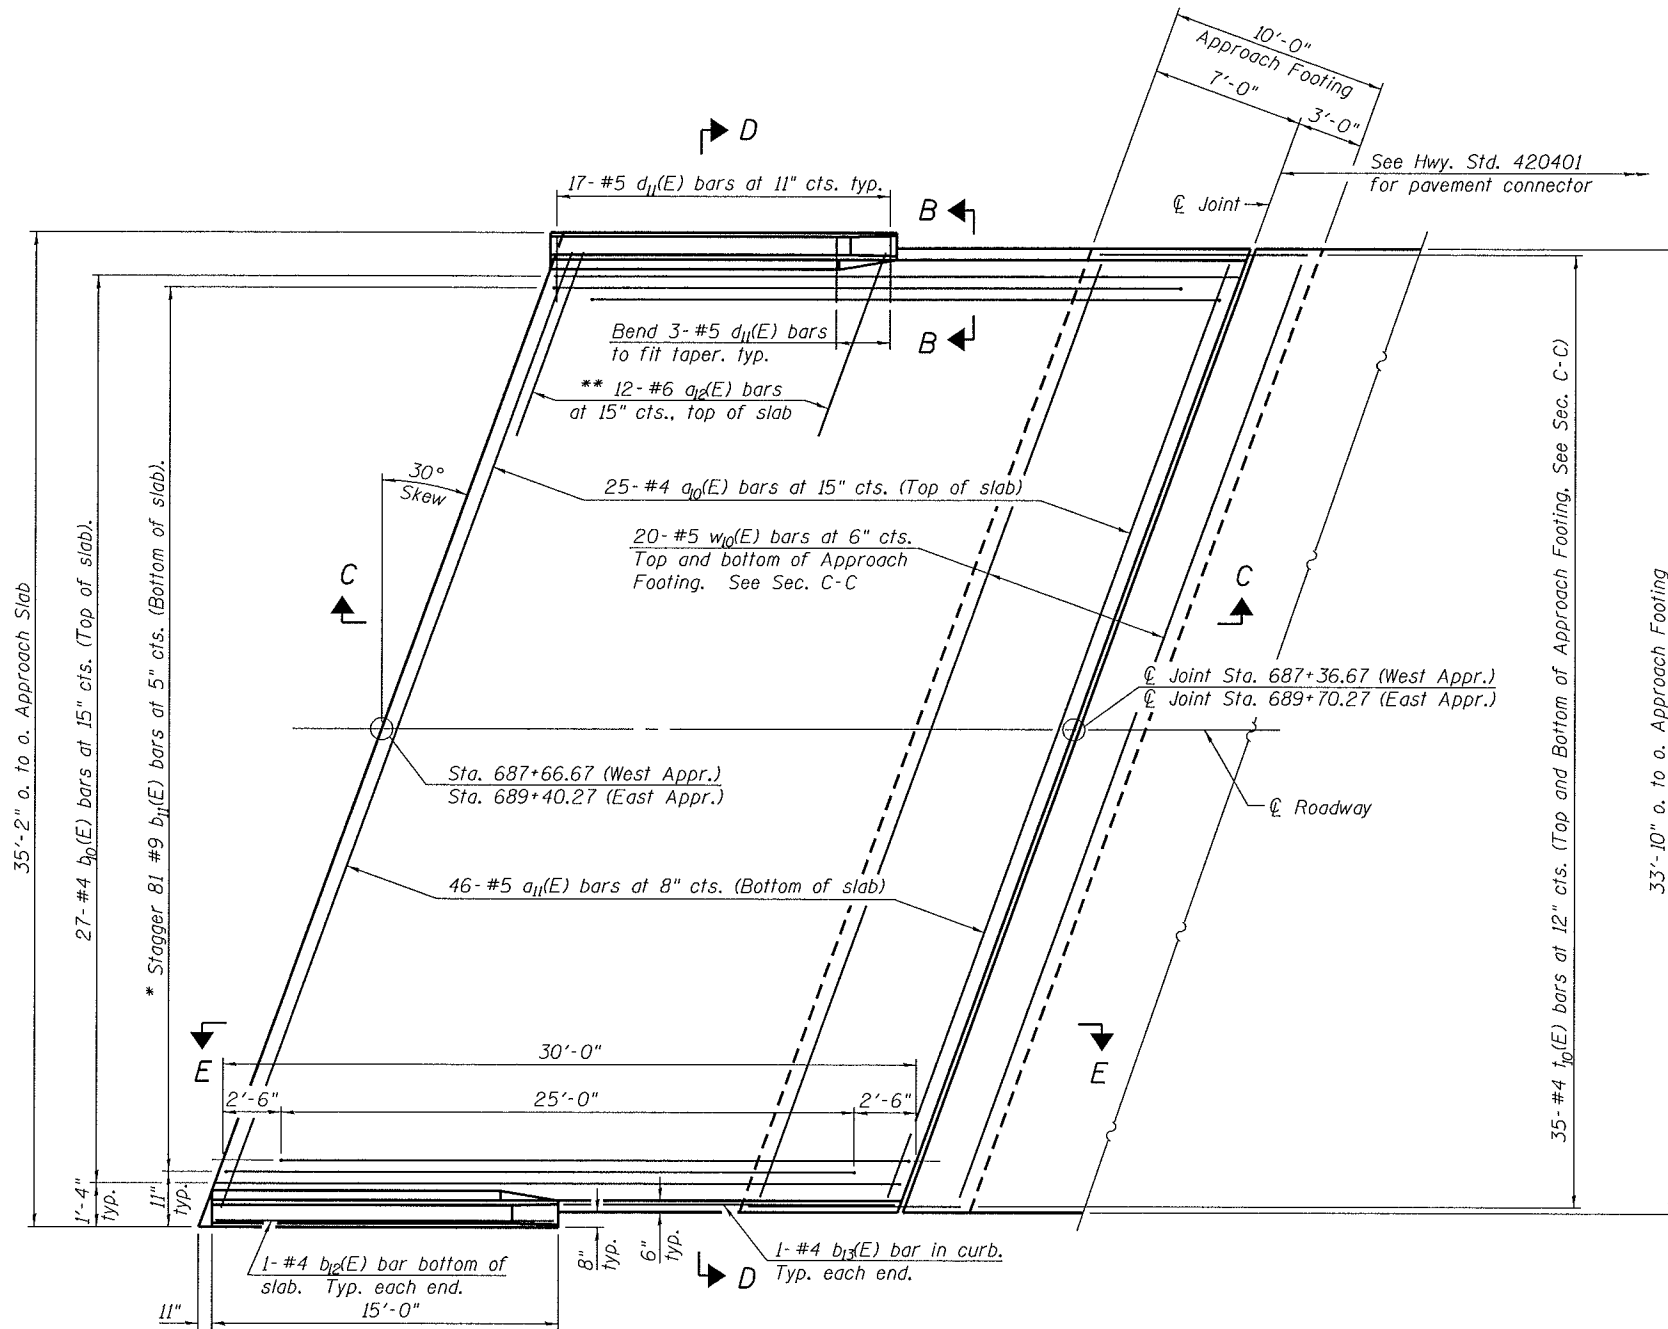 10'-0"
Approach Footing
7'-0"
3'-0"
D
See Hwy. Std. 420401
for pavement connector
17- #5 d11(E) bars at 11" cts. typ.
B
℄ Joint
Bend 3- #5 d11(E) bars
to fit taper. typ.
B
** 12- #6 a12(E) bars
at 15" cts., top of slab
30°
Skew
25- #4 a10(E) bars at 15" cts. (Top of slab)
20- #5 w10(E) bars at 6" cts.
Top and bottom of Approach
Footing. See Sec. C-C
C
C
35'-2" o. to o. Approach Slab
27- #4 b10(E) bars at 15" cts. (Top of slab).
* Stagger 81 #9 b11(E) bars at 5" cts. (Bottom of slab).
35- #4 t10(E) bars at 12" cts. (Top and Bottom of Approach Footing, See Sec. C-C)
33'-10" o. to o. Approach Footing
℄ Joint Sta. 687+36.67 (West Appr.)
℄ Joint Sta. 689+70.27 (East Appr.)
Sta. 687+66.67 (West Appr.)
Sta. 689+40.27 (East Appr.)
℄ Roadway
46- #5 a11(E) bars at 8" cts. (Bottom of slab)
E
E
30'-0"
2'-6"
25'-0"
2'-6"
1'-4"
typ.
11"
typ.
1- #4 b12(E) bar bottom of
slab. Typ. each end.
8"
typ.
6"
typ.
D
1- #4 b13(E) bar in curb.
Typ. each end.
11"
15'-0"